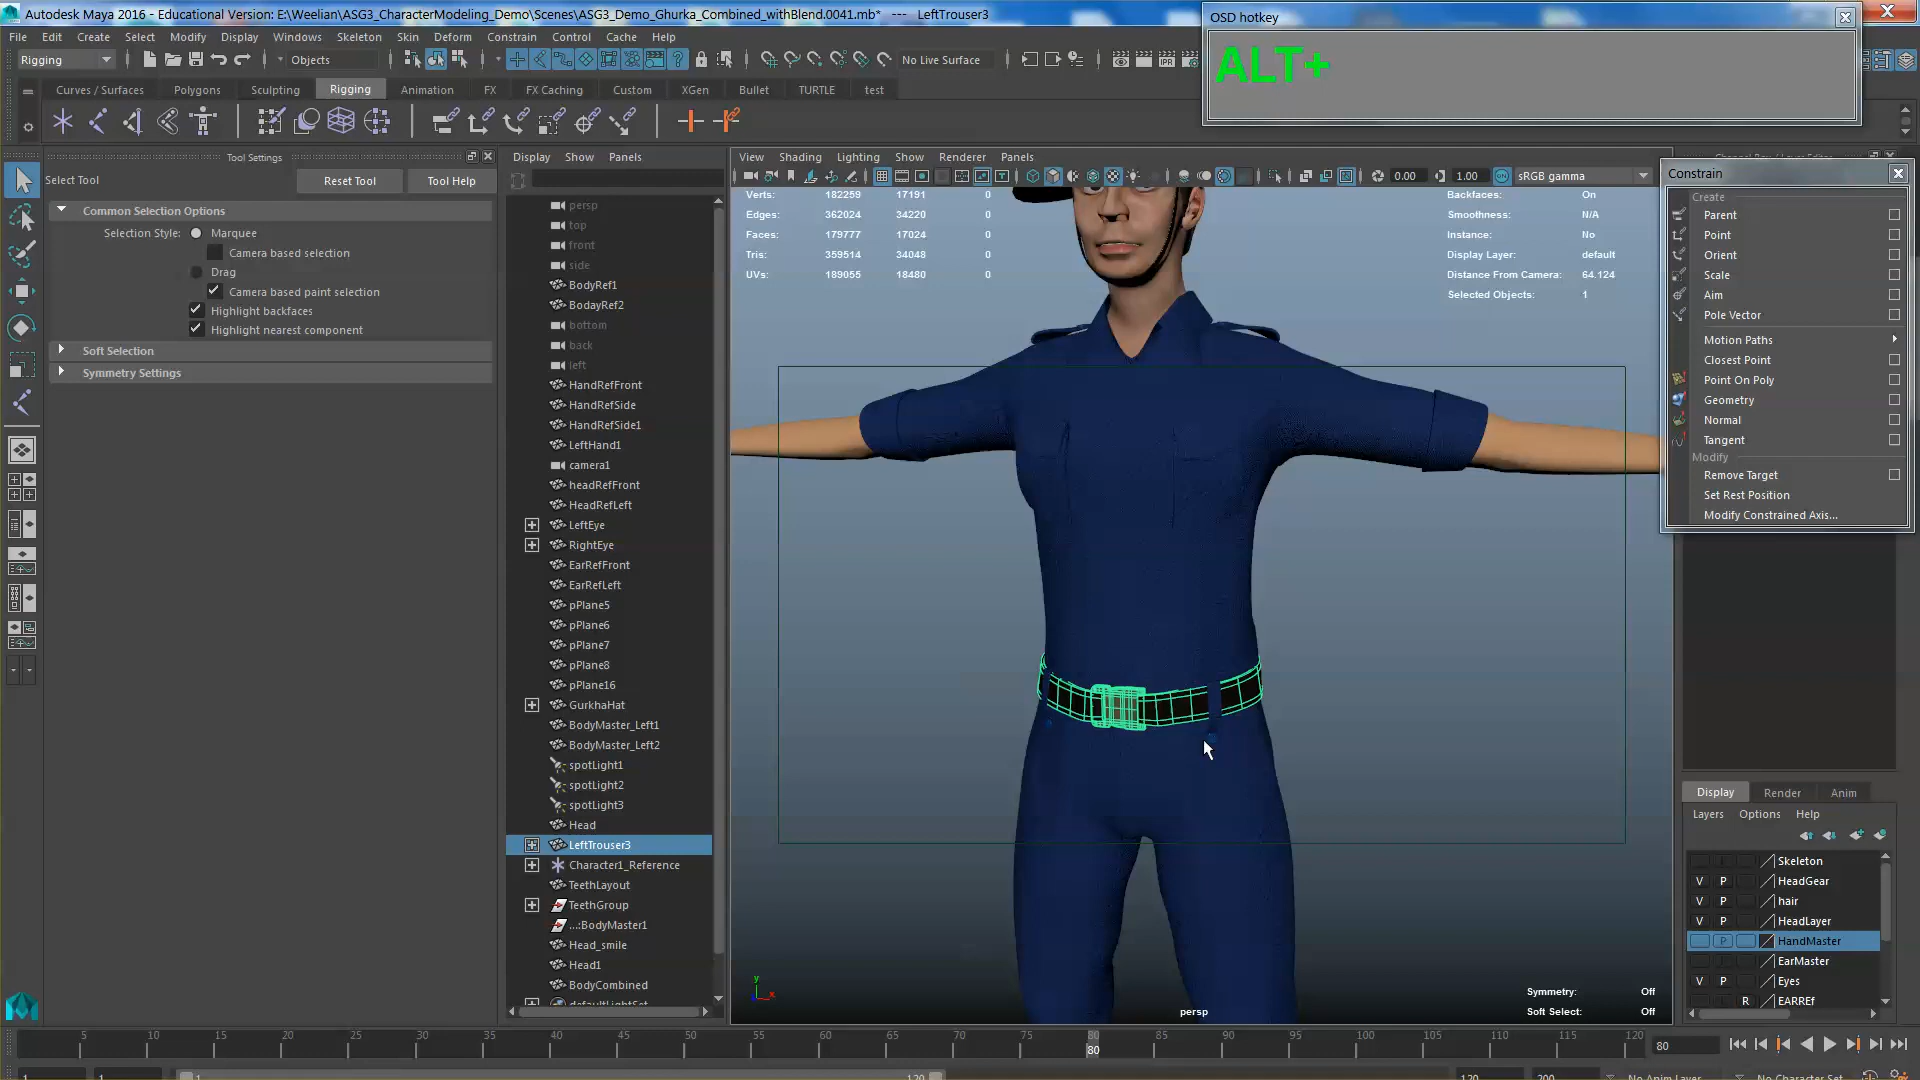 Autodesk Maya 2016 - Educational Version: E:\Weelian\ASG3_CharacterModeling_Demo\Scenes\ASG3_Demo_Ghurka_Combined_withBlend.0041.mb* --- LeftTrouser3
OSD hotkey
ALT+
File Edit Create Select Modify Display Windows Skeleton Skin Deform Constrain Control Cache Help
Rigging Objects No Live Surface
Curves / Surfaces Polygons Sculpting Rigging Animation FX FX Caching Custom XGen Bullet TURTLE test
Tool Settings
Select Tool Reset Tool Tool Help
Common Selection Options
Selection Style: Marquee
Camera based selection
Drag
Camera based paint selection
Highlight backfaces
Highlight nearest component
Soft Selection
Symmetry Settings
Display Show Panels
persp
top
front
side
BodyRef1
BodayRef2
bottom
back
left
HandRefFront
HandRefSide
HandRefSide1
LeftHand1
camera1
headRefFront
HeadRefLeft
LeftEye
RightEye
EarRefFront
EarRefLeft
pPlane5
pPlane6
pPlane7
pPlane8
pPlane16
GurkhaHat
BodyMaster_Left1
BodyMaster_Left2
spotLight1
spotLight2
spotLight3
Head
LeftTrouser3
Character1_Reference
TeethLayout
TeethGroup
...:BodyMaster1
Head_smile
Head1
BodyCombined
defaultLightSet
View Shading Lighting Show Renderer Panels
0.00 1.00 sRGB gamma
Verts: 182259 17191 0
Edges: 362024 34220 0
Faces: 179777 17024 0
Tris: 359514 34048 0
UVs: 189055 18480 0
Backfaces: On
Smoothness: N/A
Instance: No
Display Layer: default
Distance From Camera: 64.124
Selected Objects: 1
y
x
persp
Symmetry: Off
Soft Select: Off
Constrain
Create
Parent
Point
Orient
Scale
Aim
Pole Vector
Motion Paths
Closest Point
Point On Poly
Geometry
Normal
Tangent
Modify
Remove Target
Set Rest Position
Modify Constrained Axis...
Display Render Anim
Layers Options Help
Skeleton
V P HeadGear
V P hair
V P HeadLayer
P HandMaster
EarMaster
V P Eyes
R EARREf
5 10 15 20 25 30 35 40 45 50 55 60 65 70 75 80 85 90 95 100 105 110 115 120
80
80
1 1 1 120 120 200 No Anim Layer No Character Set